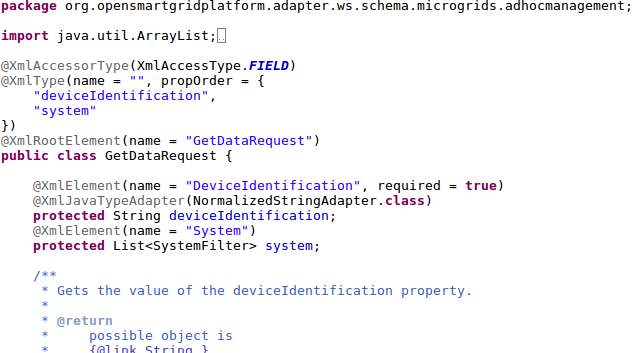 package org.opensmartgridplatform.adapter.ws.schema.microgrids.adhocmanagement;
import java.util.ArrayList;
@XmlAccessorType(XmlAccessType.FIELD)
@XmlType(name = "", propOrder = {
    "deviceIdentification",
    "system"
})
@XmlRootElement(name = "GetDataRequest")
public class GetDataRequest {
    @XmlElement(name = "DeviceIdentification", required = true)
    @XmlJavaTypeAdapter(NormalizedStringAdapter.class)
    protected String deviceIdentification;
    @XmlElement(name = "System")
    protected List<SystemFilter> system;
    /**
     * Gets the value of the deviceIdentification property.
     *
     * @return
     *     possible object is
     *     {@link String }